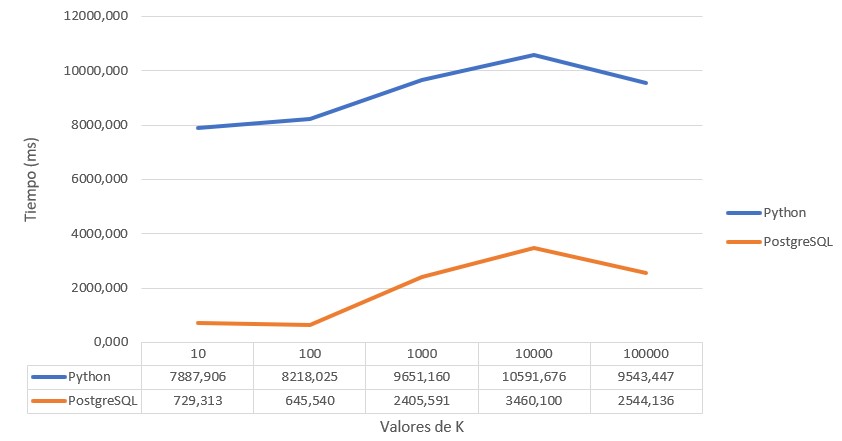 12000,000
10000,000
8000,000
6000,000
4000,000
2000,000
0,000
Tiempo (ms)
10 100 1000 10000 100000
Python 7887,906 8218,025 9651,160 10591,676 9543,447
PostgreSQL 729,313 645,540 2405,591 3460,100 2544,136
Valores de K
Python
PostgreSQL